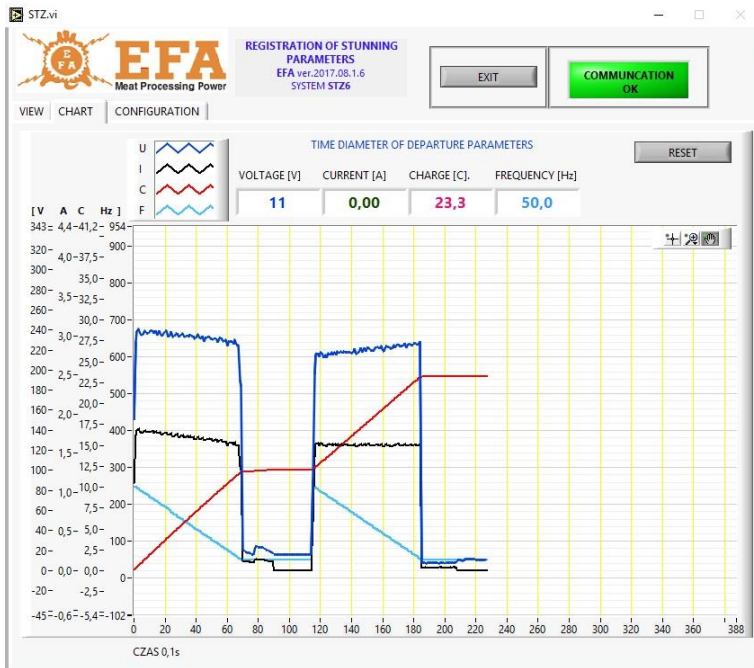 STZ.vi
EFA
EFA
Meat Processing Power
REGISTRATION OF STUNNING
PARAMETERS
EFA ver.2017.08.1.6
SYSTEM STZ6
EXIT
COMMUNCATION
OK
VIEW CHART CONFIGURATION
U
I
C
F
TIME DIAMETER OF DEPARTURE PARAMETERS
RESET
VOLTAGE [V] CURRENT [A] CHARGE [C]. FREQUENCY [Hz]
11 0,00 23,3 50,0
[ V A C Hz ]
343 4,4 41,2 954
320 900
300 4,0 37,5
280 35,0 800
260 3,5 32,5
240 3,0 30,0 700
220 27,5 600
200 2,5 25,0
180 22,5 500
160 2,0 20,0
140 17,5 400
120 1,5 15,0
100 12,5 300
80 1,0 10,0 200
60 7,5
40 0,5 5,0 100
20 2,5
0 0,0 0,0 0
-20 -2,5
-45 -0,6 -5,4 -102
0 20 40 60 80 100 120 140 160 180 200 220 240 260 280 300 320 340 360 388
CZAS 0,1s